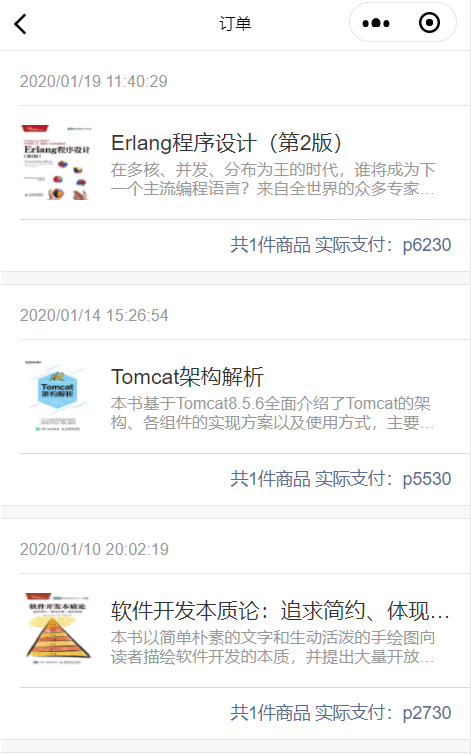 订单
2020/01/19 11:40:29
Erlang程序设计
(第2版)
Erlang程序设计（第2版）
在多核、并发、分布为王的时代，谁将成为下
一个主流编程语言？来自全世界的众多专家…
共1件商品 实际支付：p6230
2020/01/14 15:26:54
Tomcat
架构解析
Tomcat架构解析
本书基于Tomcat8.5.6全面介绍了Tomcat的架
构、各组件的实现方案以及使用方式，主要…
共1件商品 实际支付：p5530
2020/01/10 20:02:19
软件开发本质论
软件开发本质论：追求简约、体现…
本书以简单朴素的文字和生动活泼的手绘图向
读者描绘软件开发的本质，并提出大量开放…
共1件商品 实际支付：p2730